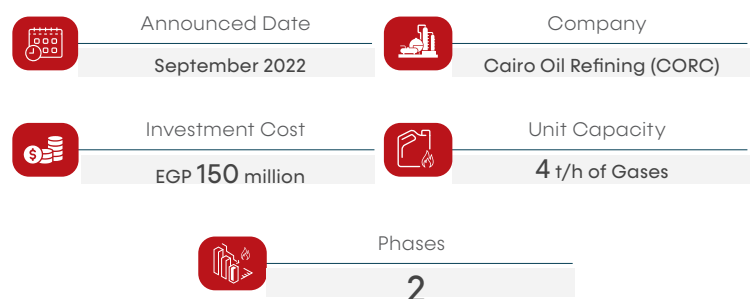 Announced Date
September 2022
Company
Cairo Oil Refining (CORC)
Investment Cost
EGP 150 million
Unit Capacity
4 t/h of Gases
Phases
2